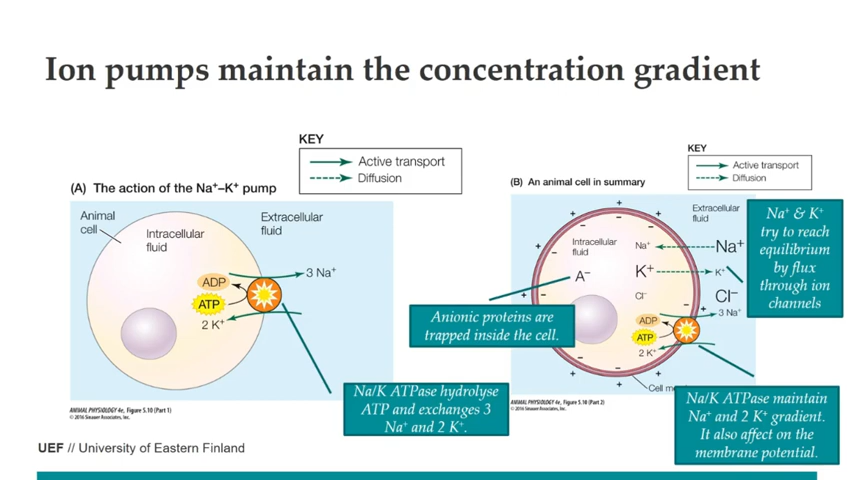 Ion pumps maintain the concentration gradient
KEY
Active transport
Diffusion
(A) The action of the Na⁺–K⁺ pump
Animal
cell
Intracellular
fluid
Extracellular
fluid
ADP
ATP
3 Na⁺
2 K⁺
ANIMAL PHYSIOLOGY 4e, Figure 5.10 (Part 1)
© 2016 Sinauer Associates, Inc.
Na/K ATPase hydrolyse
ATP and exchanges 3
Na⁺ and 2 K⁺.
KEY
Active transport
Diffusion
(B) An animal cell in summary
Extracellular
fluid
Intracellular
fluid
Na⁺
Na⁺
K⁺
K⁺
A⁻
Cl⁻
Cl⁻
3 Na⁺
ADP
ATP
2 K⁺
Cell
ANIMAL PHYSIOLOGY 4e, Figure 5.10 (Part 2)
© 2016 Sinauer Associates, Inc.
Anionic proteins are
trapped inside the cell.
Na⁺ & K⁺
try to reach
equilibrium
by flux
through ion
channels
Na/K ATPase maintain
Na⁺ and 2 K⁺ gradient.
It also affect on the
membrane potential.
UEF // University of Eastern Finland